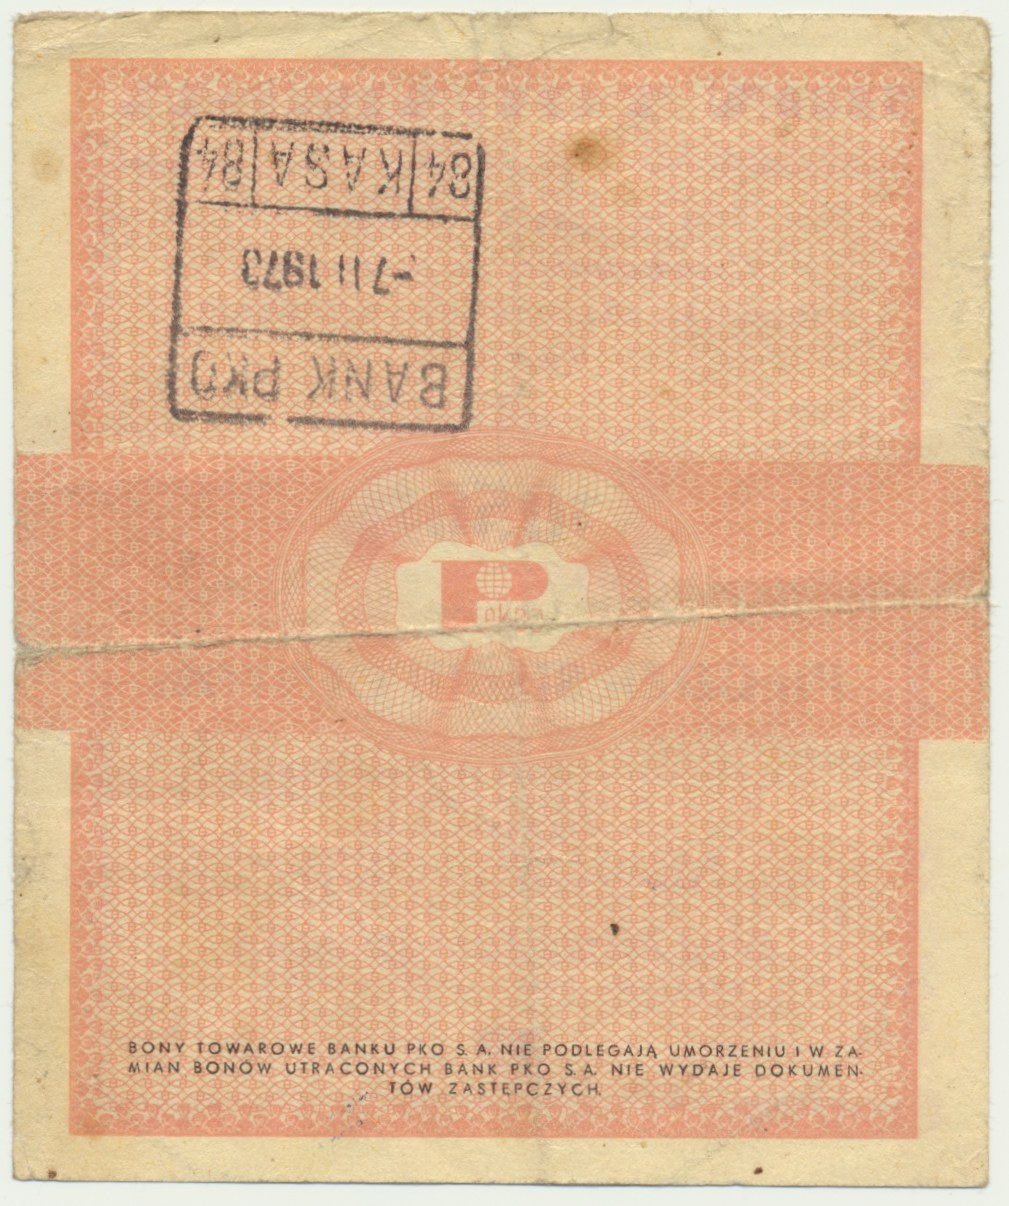 84 KASA 84
-7 II 1973
BANK PKO
P
pko
BONY TOWAROWE BANKU PKO S. A. NIE PODLEGAJĄ UMORZENIU I W ZA-
MIAN BONÓW UTRACONYCH BANK PKO S.A. NIE WYDAJE DOKUMEN-
TÓW ZASTĘPCZYCH.